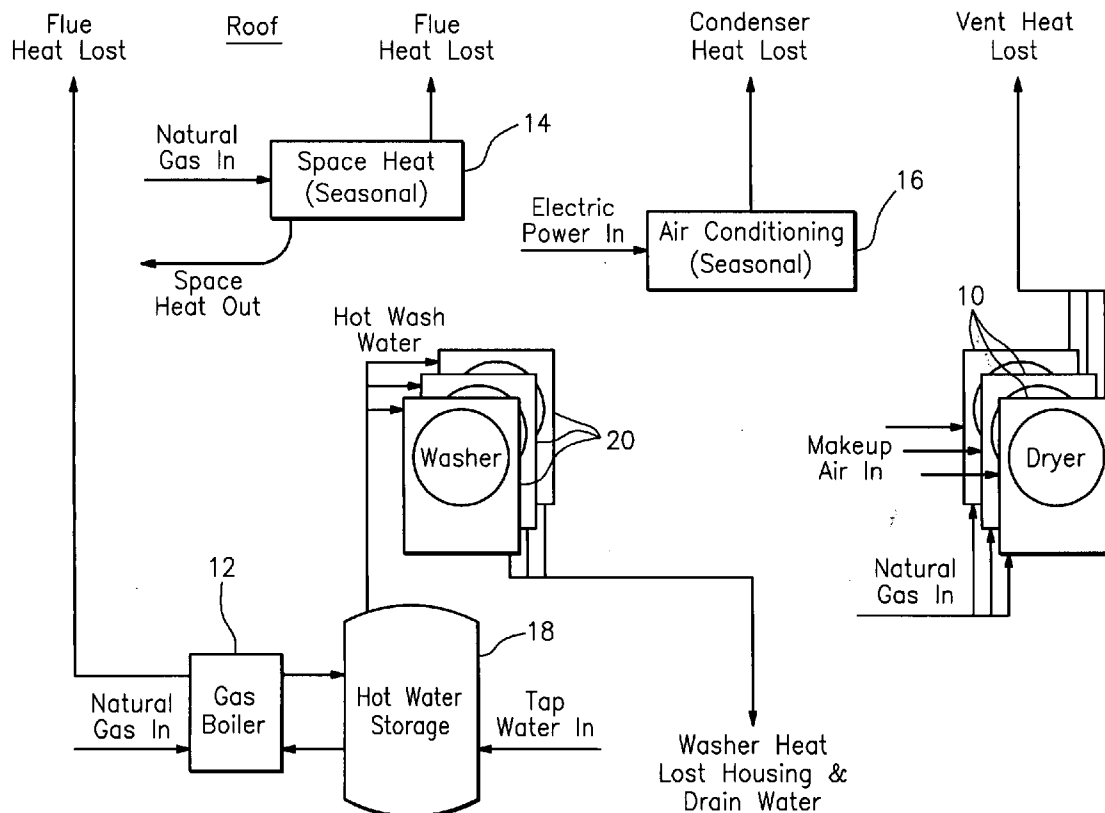 Flue
Heat Lost
Roof
Flue
Heat Lost
Condenser
Heat Lost
Vent Heat
Lost
Natural
Gas In
Space Heat
(Seasonal)
14
Space
Heat Out
Electric
Power In
Air Conditioning
(Seasonal)
16
Hot Wash
Water
Washer
20
10
Makeup
Air In
Dryer
Natural
Gas In
12
Gas
Boiler
Natural
Gas In
18
Hot Water
Storage
Tap
Water In
Washer Heat
Lost Housing &
Drain Water